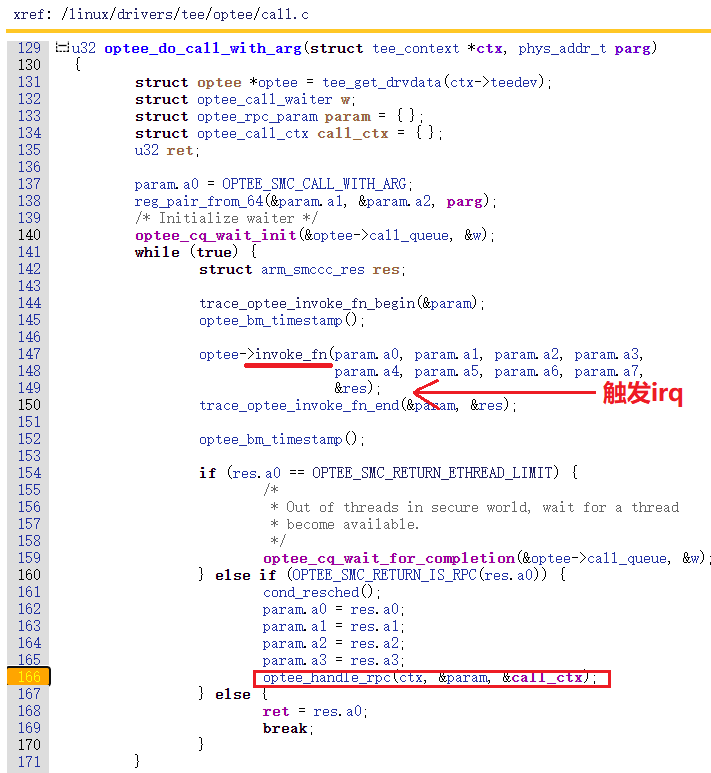 xref: /linux/drivers/tee/optee/call.c
129 u32 optee_do_call_with_arg(struct tee_context *ctx, phys_addr_t parg)
130 {
131 struct optee *optee = tee_get_drvdata(ctx->teedev);
132 struct optee_call_waiter w;
133 struct optee_rpc_param param = { };
134 struct optee_call_ctx call_ctx = { };
135 u32 ret;
136
137 param.a0 = OPTEE_SMC_CALL_WITH_ARG;
138 reg_pair_from_64(&param.a1, &param.a2, parg);
139 /* Initialize waiter */
140 optee_cq_wait_init(&optee->call_queue, &w);
141 while (true) {
142 struct arm_smccc_res res;
143
144 trace_optee_invoke_fn_begin(&param);
145 optee_bm_timestamp();
146
147 optee->invoke_fn(param.a0, param.a1, param.a2, param.a3,
148 param.a4, param.a5, param.a6, param.a7,
149 &res); 触发irq
150 trace_optee_invoke_fn_end(&param, &res);
151
152 optee_bm_timestamp();
153
154 if (res.a0 == OPTEE_SMC_RETURN_ETHREAD_LIMIT) {
155 /*
156 * Out of threads in secure world, wait for a thread
157 * become available.
158 */
159 optee_cq_wait_for_completion(&optee->call_queue, &w);
160 } else if (OPTEE_SMC_RETURN_IS_RPC(res.a0)) {
161 cond_resched();
162 param.a0 = res.a0;
163 param.a1 = res.a1;
164 param.a2 = res.a2;
165 param.a3 = res.a3;
166 optee_handle_rpc(ctx, &param, &call_ctx);
167 } else {
168 ret = res.a0;
169 break;
170 }
171 }